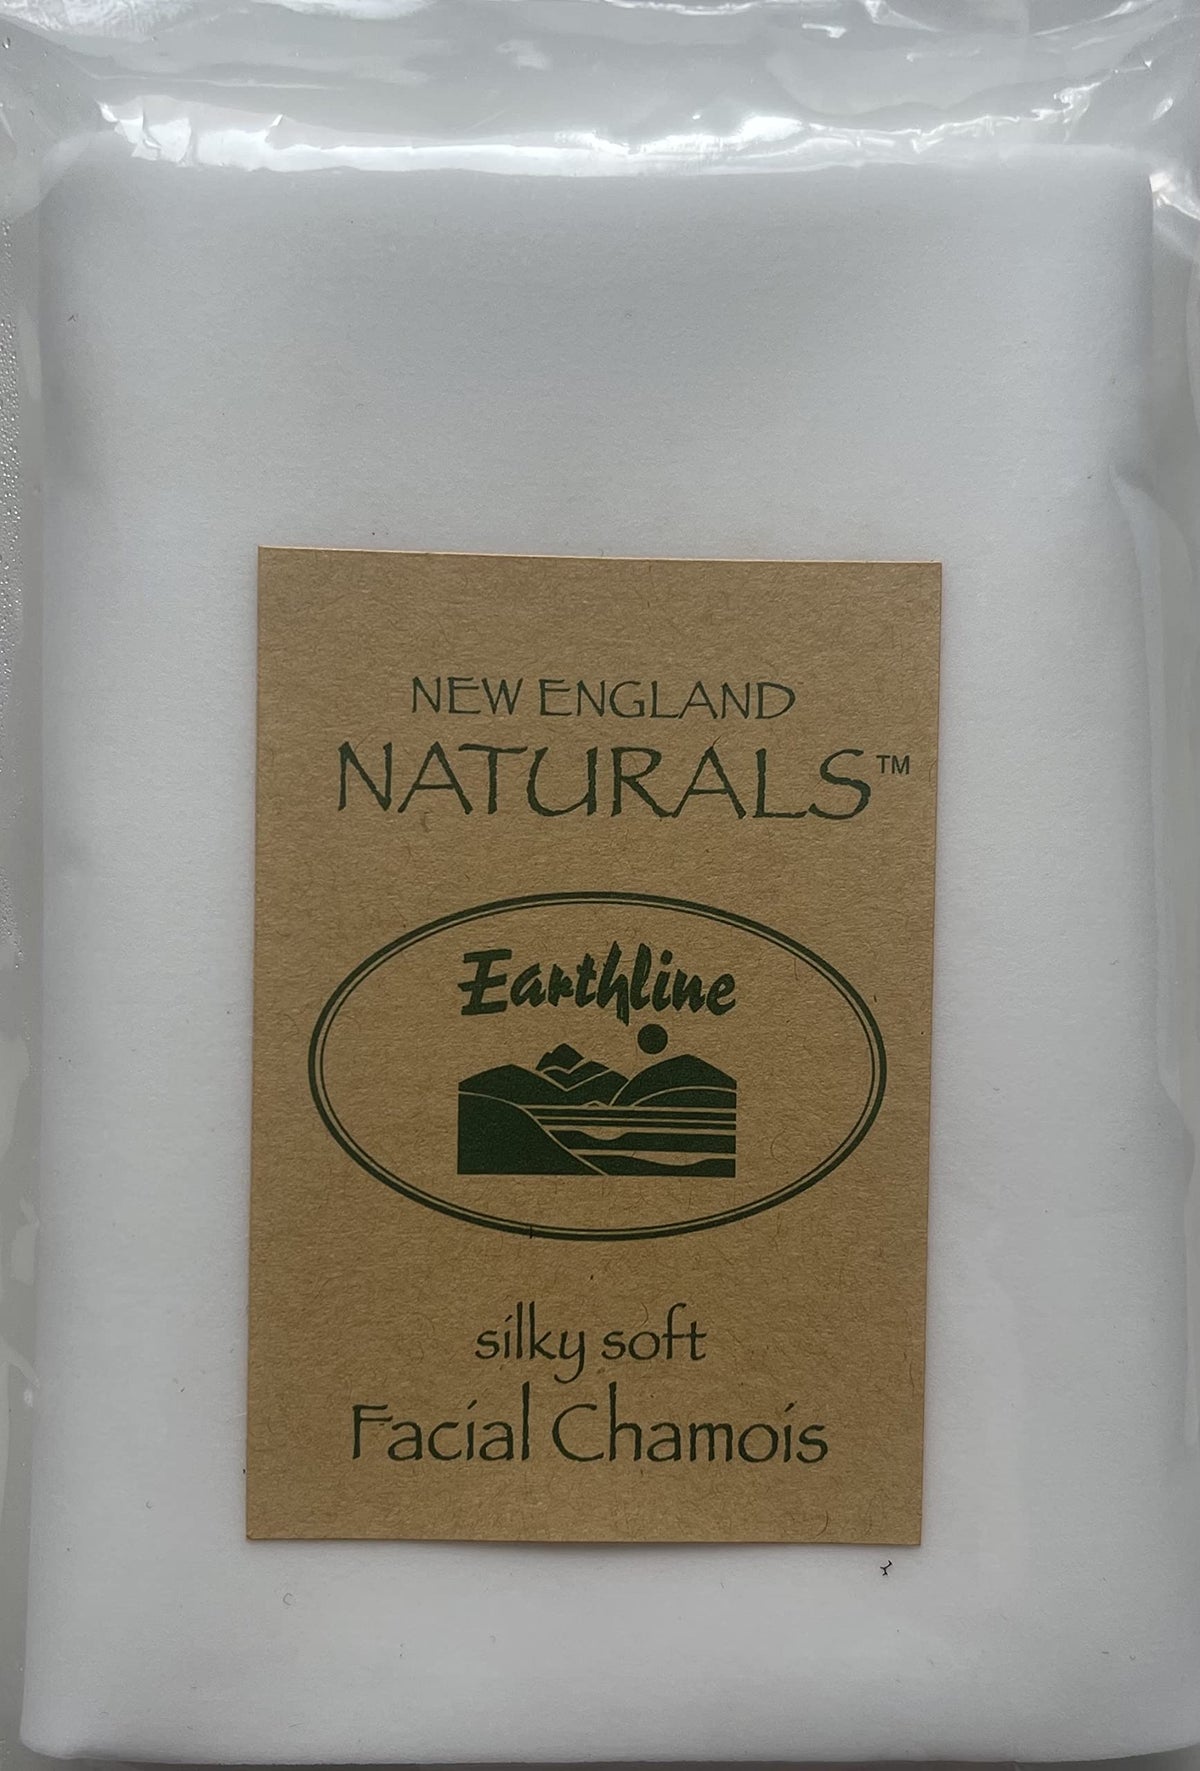 NEW ENGLAND
NATURALS™
Earthline
silky soft
Facial Chamois